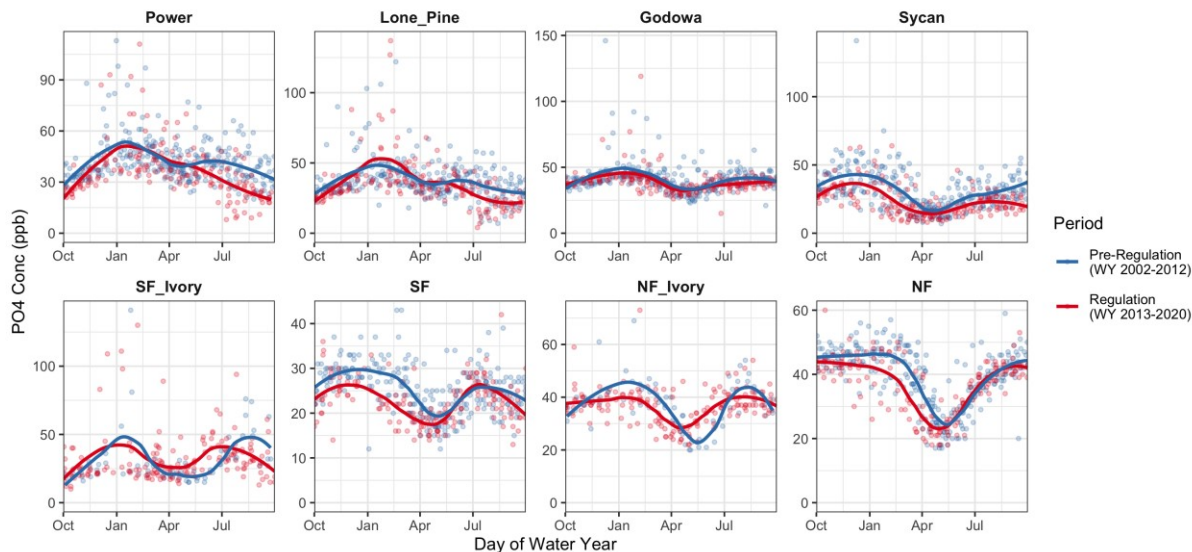 Power
Lone_Pine
Godowa
Sycan
90
60
30
0
Oct Jan Apr Jul
100
50
0
Oct Jan Apr Jul
150
100
50
0
Oct Jan Apr Jul
100
50
0
Oct Jan Apr Jul
PO4 Conc (ppb)
SF_Ivory
SF
NF_Ivory
NF
100
50
0
Oct Jan Apr Jul
40
30
20
10
0
Oct Jan Apr Jul
60
40
20
0
Oct Jan Apr Jul
60
40
20
0
Oct Jan Apr Jul
Day of Water Year
Period
Pre-Regulation
(WY 2002-2012)
Regulation
(WY 2013-2020)